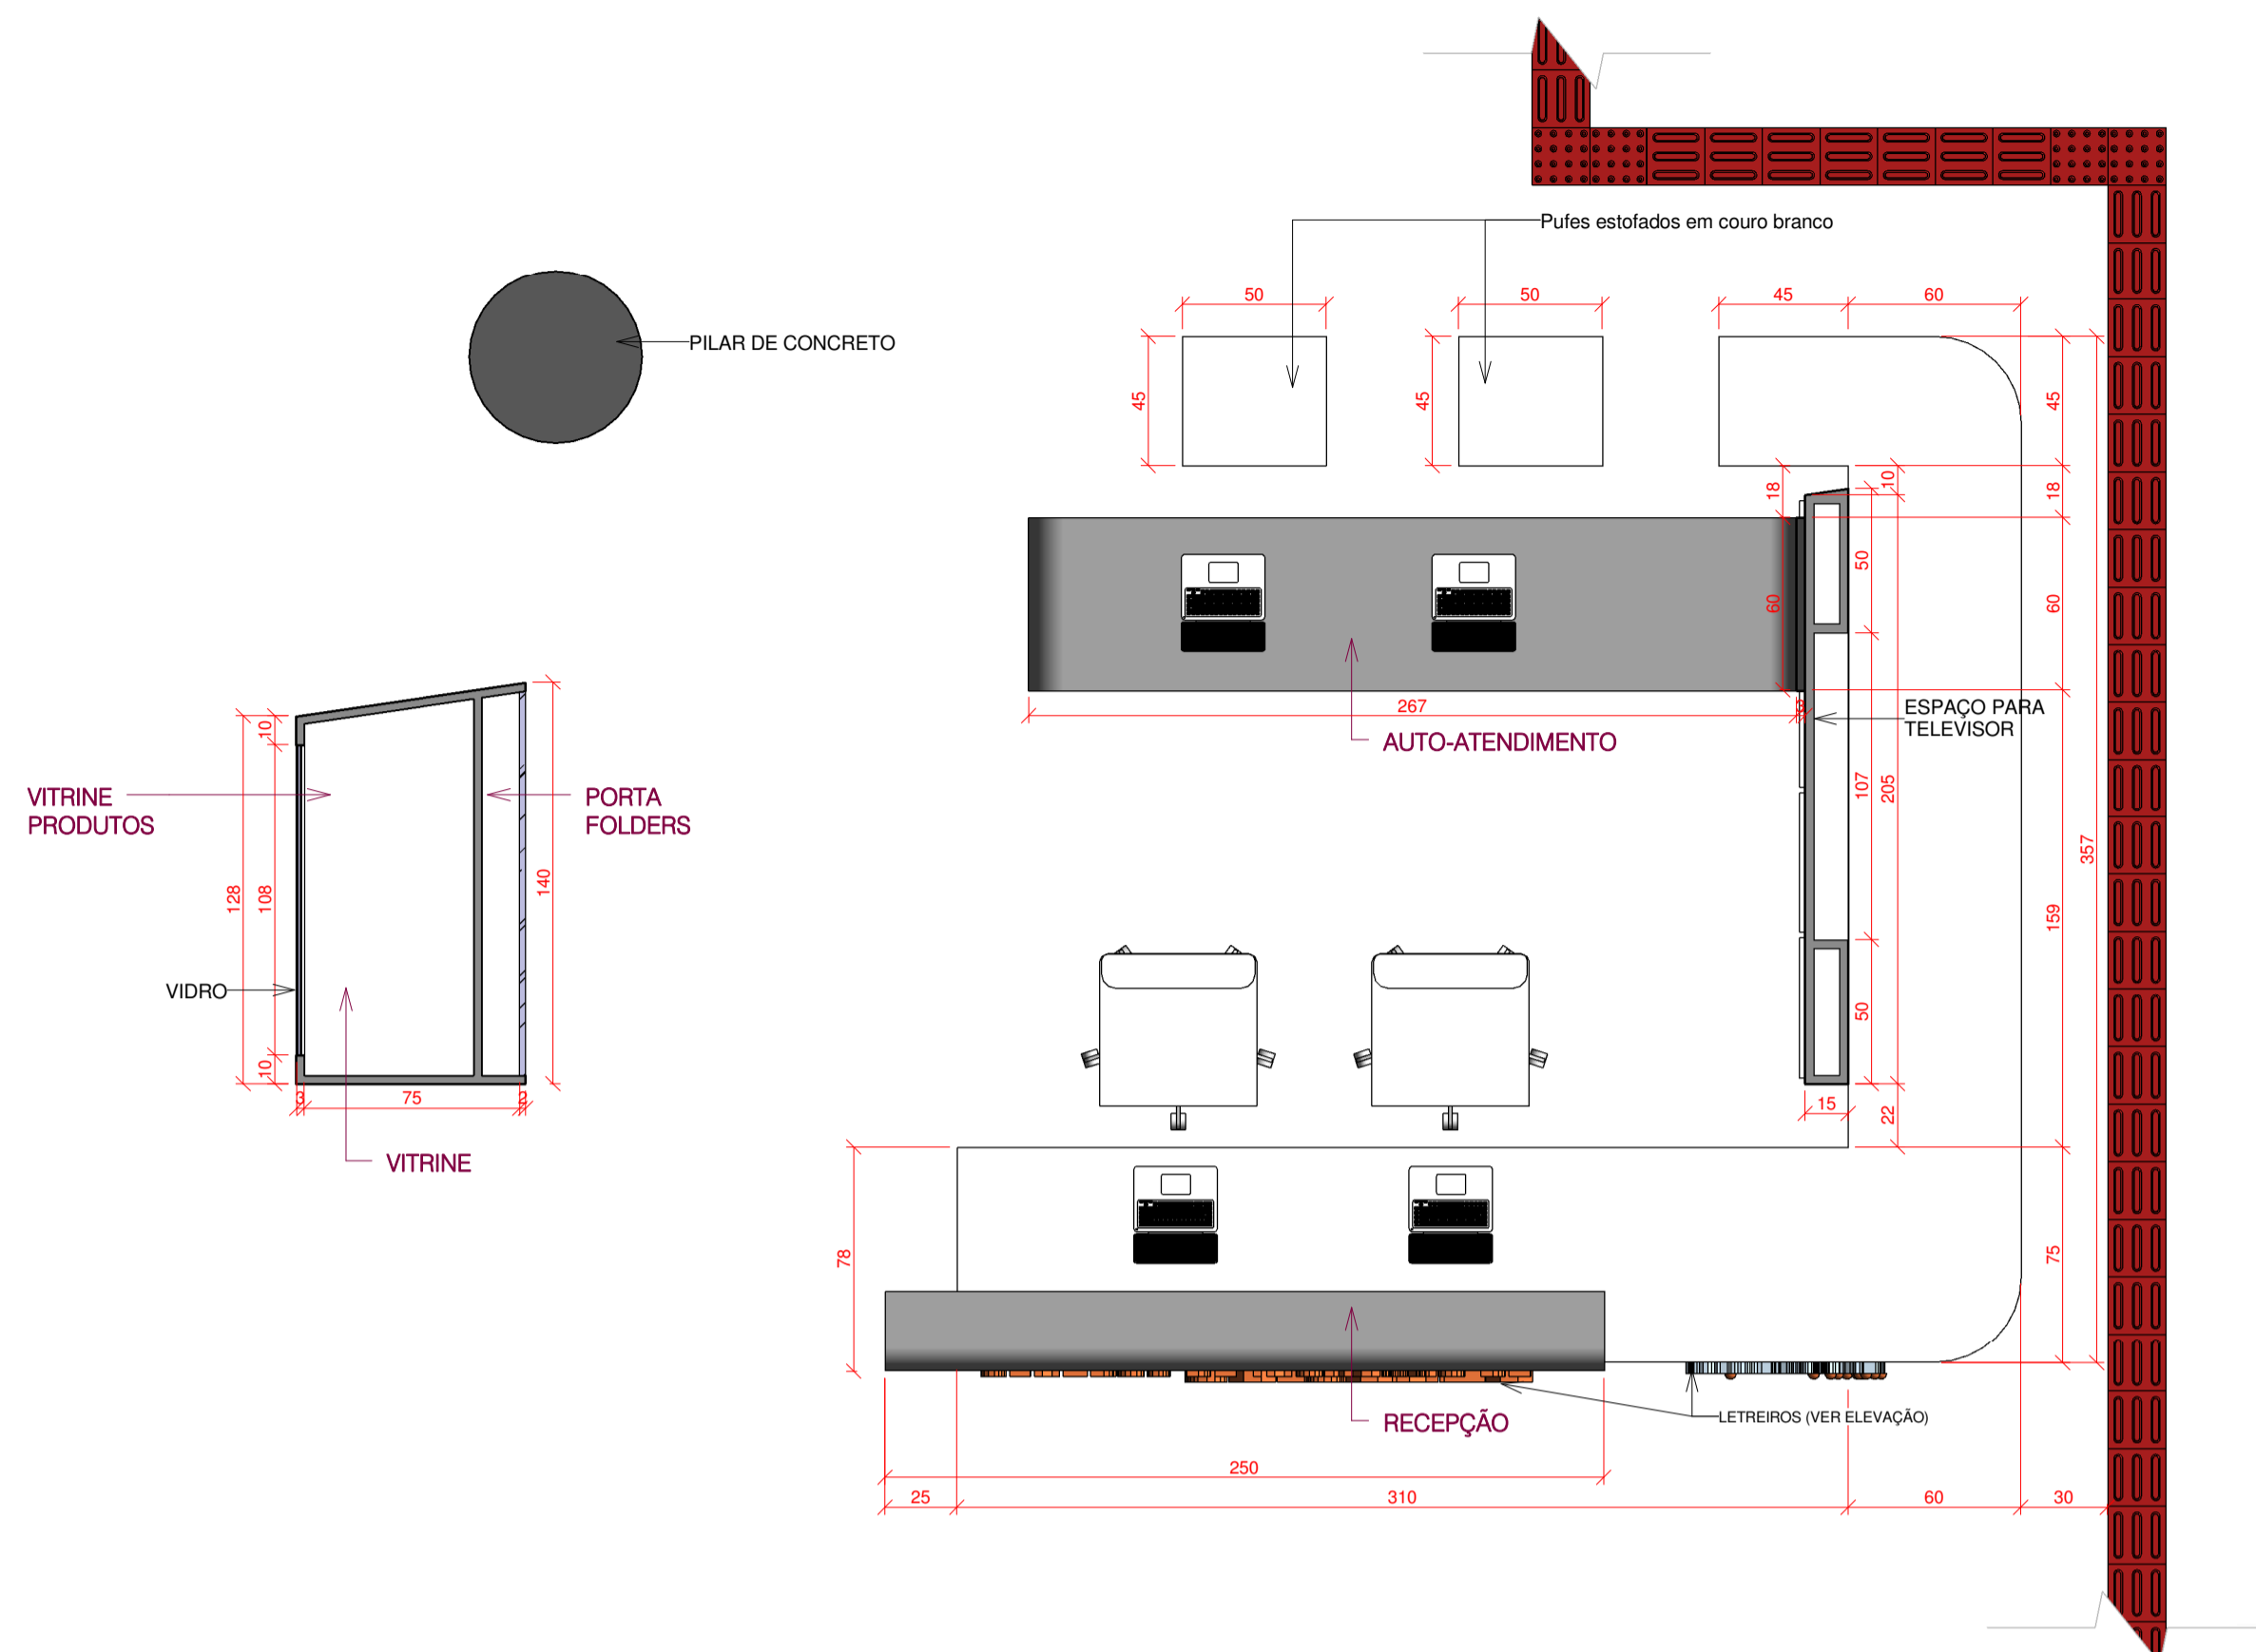 Pufes estofados em couro branco
50
50
45
60
PILAR DE CONCRETO
45
45
45
357
18
10
18
50
60
60
267
3
ESPAÇO PARA
TELEVISOR
AUTO-ATENDIMENTO
10
VITRINE
PRODUTOS
PORTA
FOLDERS
128
108
140
107
205
159
VIDRO
50
10
3
75
2
15
22
VITRINE
78
75
RECEPÇÃO
LETREIROS (VER ELEVAÇÃO)
250
25
310
60
30